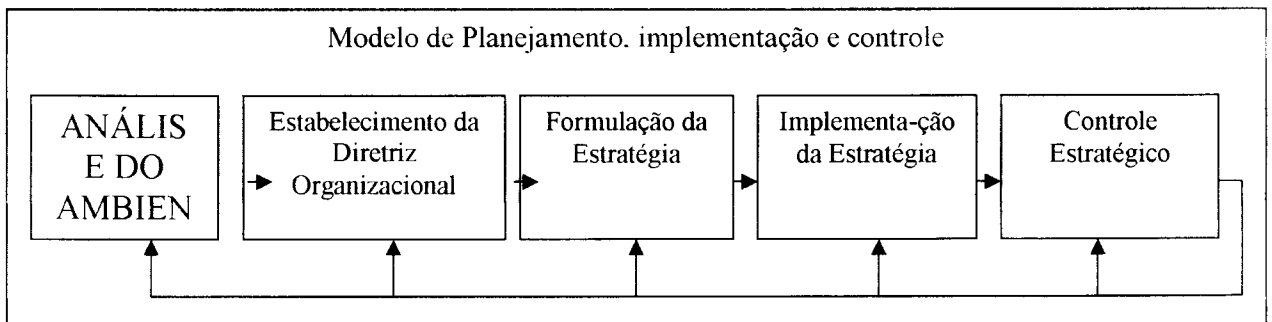 Modelo de Planejamento. implementação e controle
ANÁLIS
E DO
AMBIEN
Estabelecimento da
Diretriz
Organizacional
Formulação da
Estratégia
Implementa-ção
da Estratégia
Controle
Estratégico